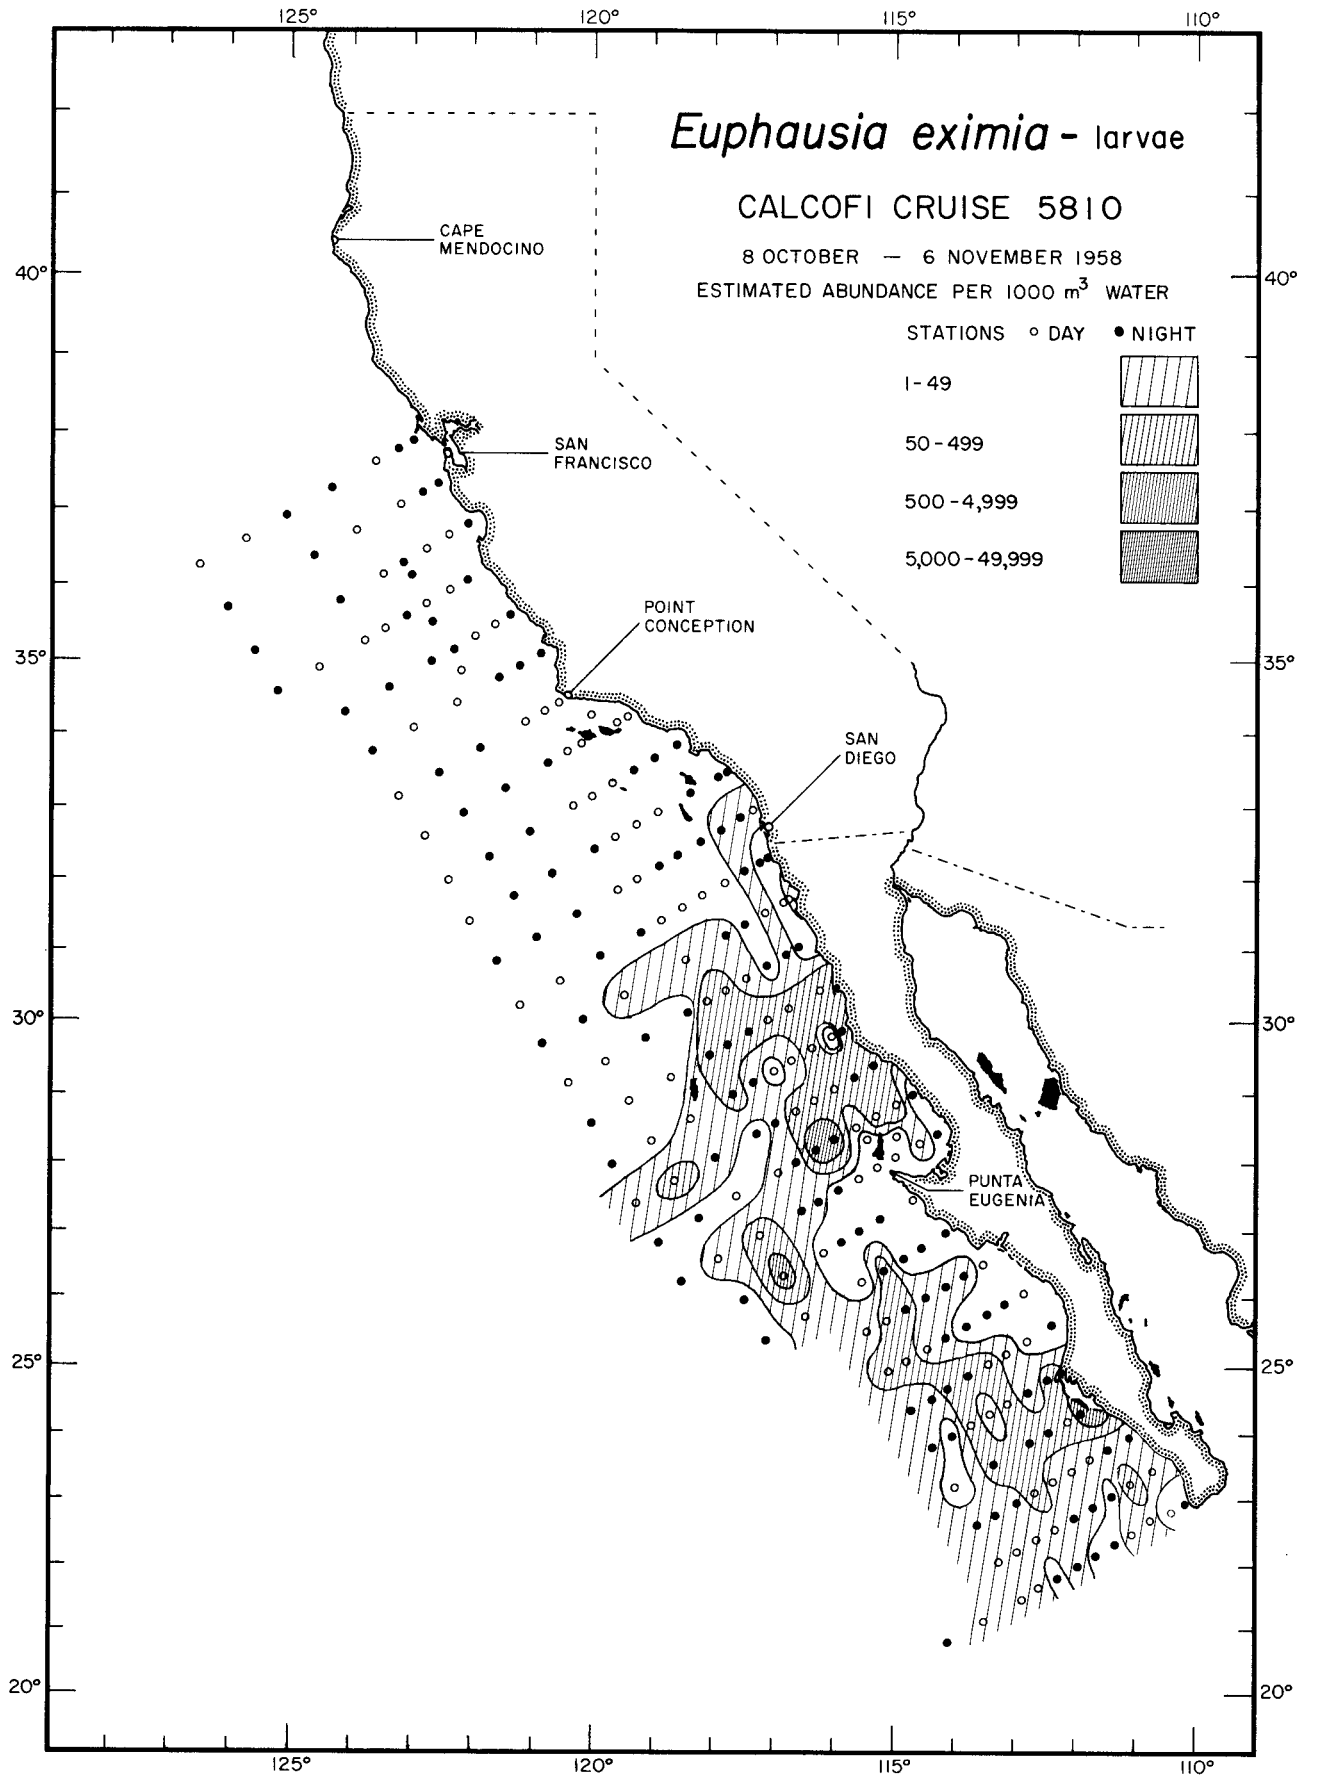 125° 120° 115° 110°
Euphausia eximia - larvae
CALCOFI CRUISE 5810
8 OCTOBER — 6 NOVEMBER 1958
ESTIMATED ABUNDANCE PER 1000 m³ WATER
STATIONS ○ DAY ● NIGHT
1-49
50-499
500-4,999
5,000-49,999
CAPE
MENDOCINO
40° 40°
SAN
FRANCISCO
POINT
CONCEPTION
35° 35°
SAN
DIEGO
30° 30°
PUNTA
EUGENIA
25° 25°
20° 20°
125° 120° 115° 110°